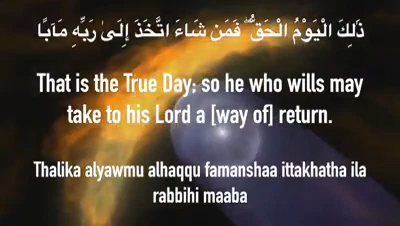 ذَٰلِكَ الْيَوْمُ الْحَقُّ ۖ فَمَن شَاءَ اتَّخَذَ إِلَىٰ رَبِّهِ مَآبًا
That is the True Day; so he who wills may
take to his Lord a [way of] return.
Thalika alyawmu alhaqqu famanshaa ittakhatha ila
rabbihi maaba